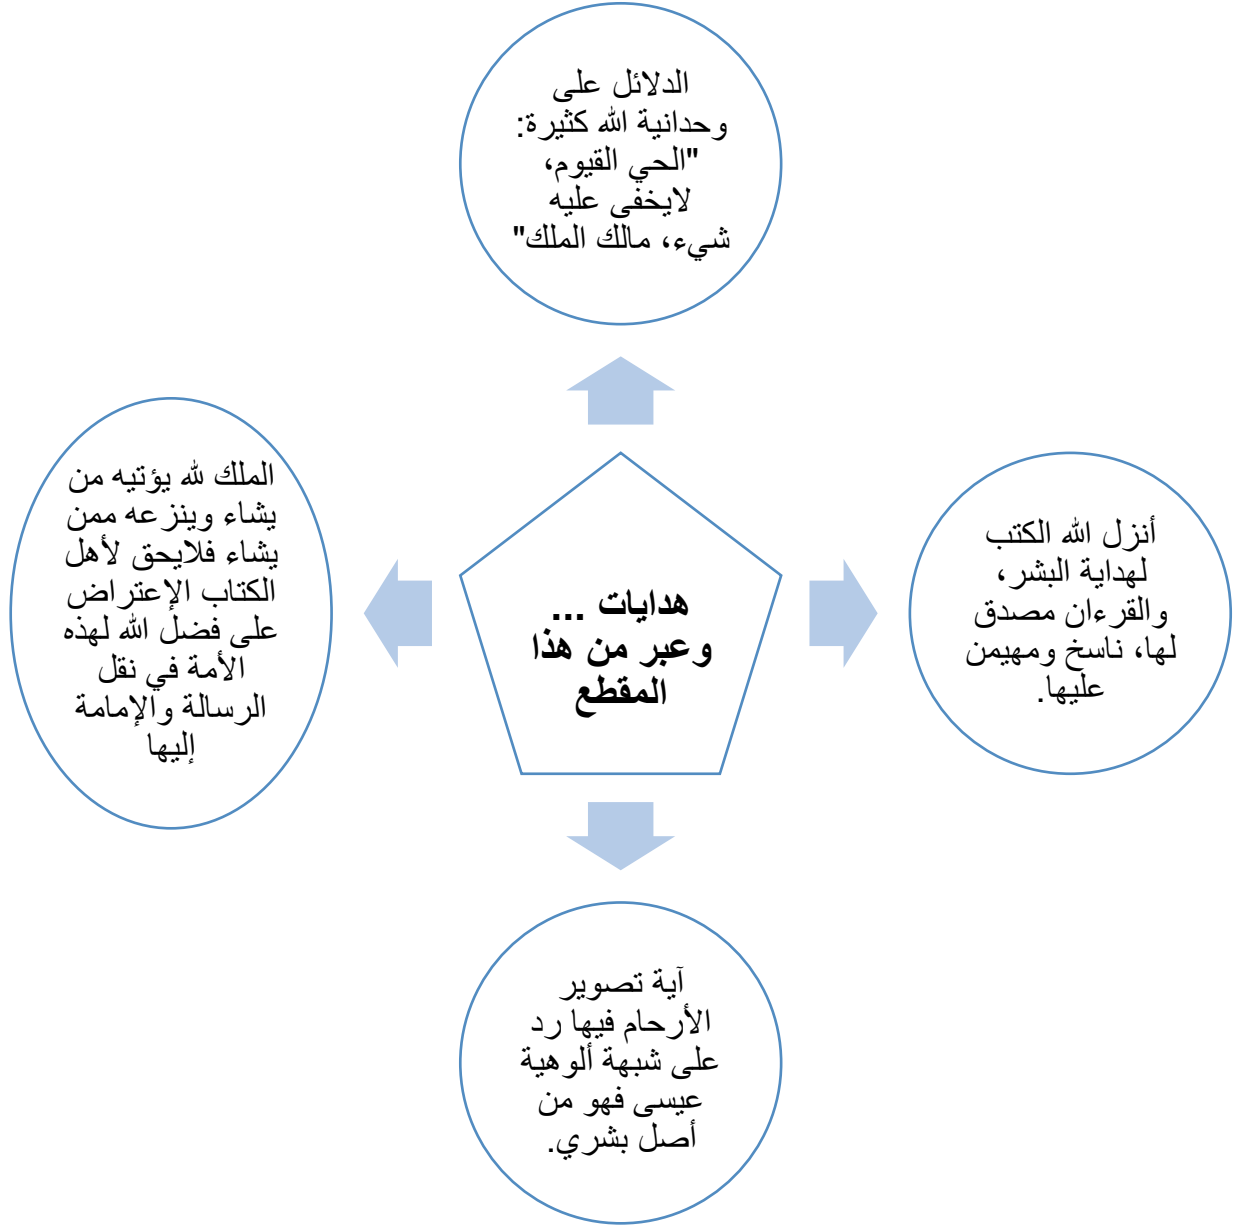 الدلائل على
وحدانية الله كثيرة:
"الحي القيوم،
لايخفى عليه
شيء، مالك الملك"
أنزل الله الكتب
لهداية البشر،
والقرءان مصدق
لها، ناسخ ومهيمن
عليها.
هدايات ...
وعبر من هذا
المقطع
الملك لله يؤتيه من
يشاء وينزعه ممن
يشاء فلايحق لأهل
الكتاب الإعتراض
على فضل الله لهذه
الأمة في نقل
الرسالة والإمامة
إليها
آية تصوير
الأرحام فيها رد
على شبهة ألوهية
عيسى فهو من
أصل بشري.